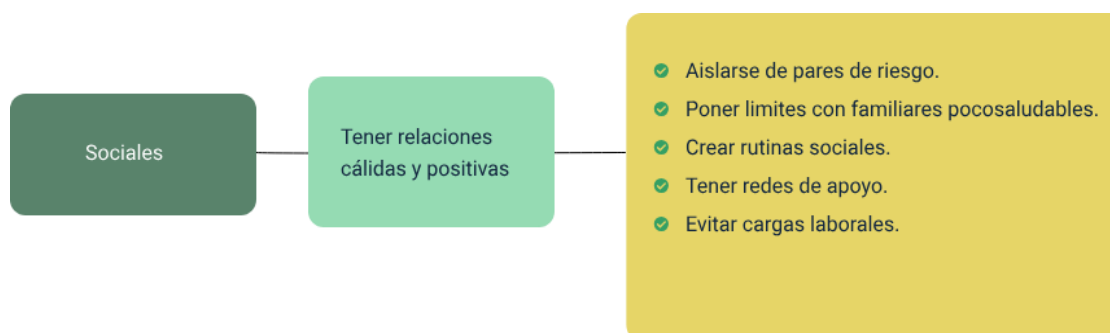 Sociales
Tener relaciones
cálidas y positivas
Aislarse de pares de riesgo.
Poner limites con familiares pocosaludables.
Crear rutinas sociales.
Tener redes de apoyo.
Evitar cargas laborales.